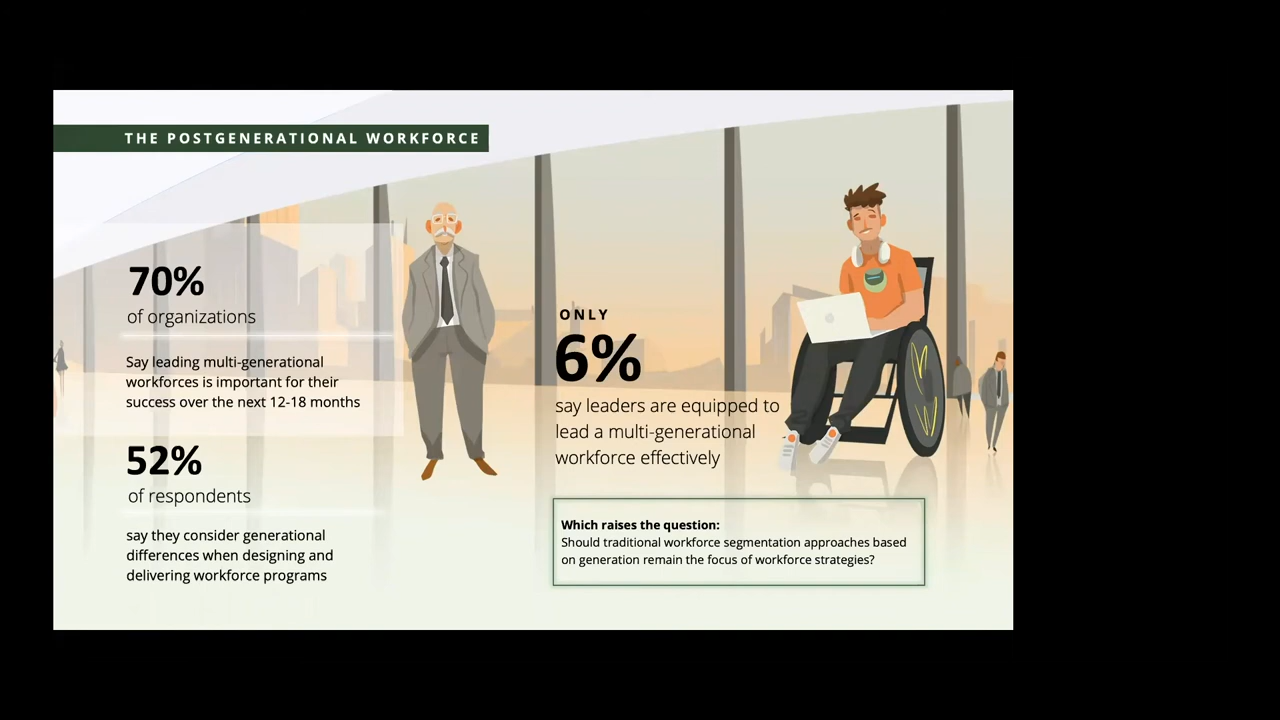 THE POSTGENERATIONAL WORKFORCE
70%
of organizations
Say leading multi-generational
workforces is important for their
success over the next 12-18 months
52%
of respondents
say they consider generational
differences when designing and
delivering workforce programs
ONLY
6%
say leaders are equipped to
lead a multi-generational
workforce effectively
Which raises the question:
Should traditional workforce segmentation approaches based
on generation remain the focus of workforce strategies?